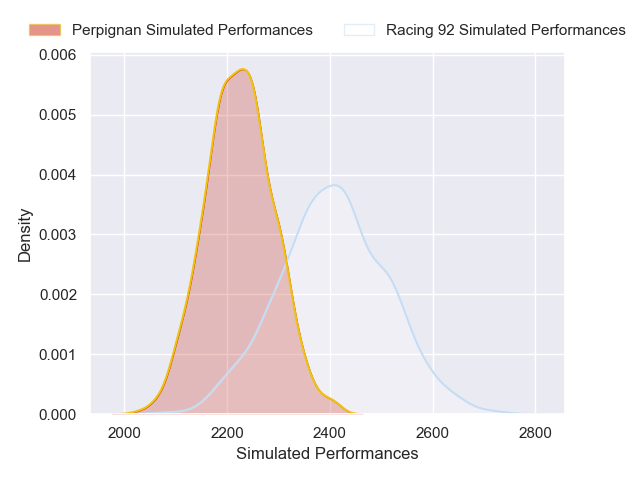 Perpignan Simulated Performances
Racing 92 Simulated Performances
0.006
0.005
0.004
0.003
0.002
0.001
0.000
Density
2000 2200 2400 2600 2800
Simulated Performances